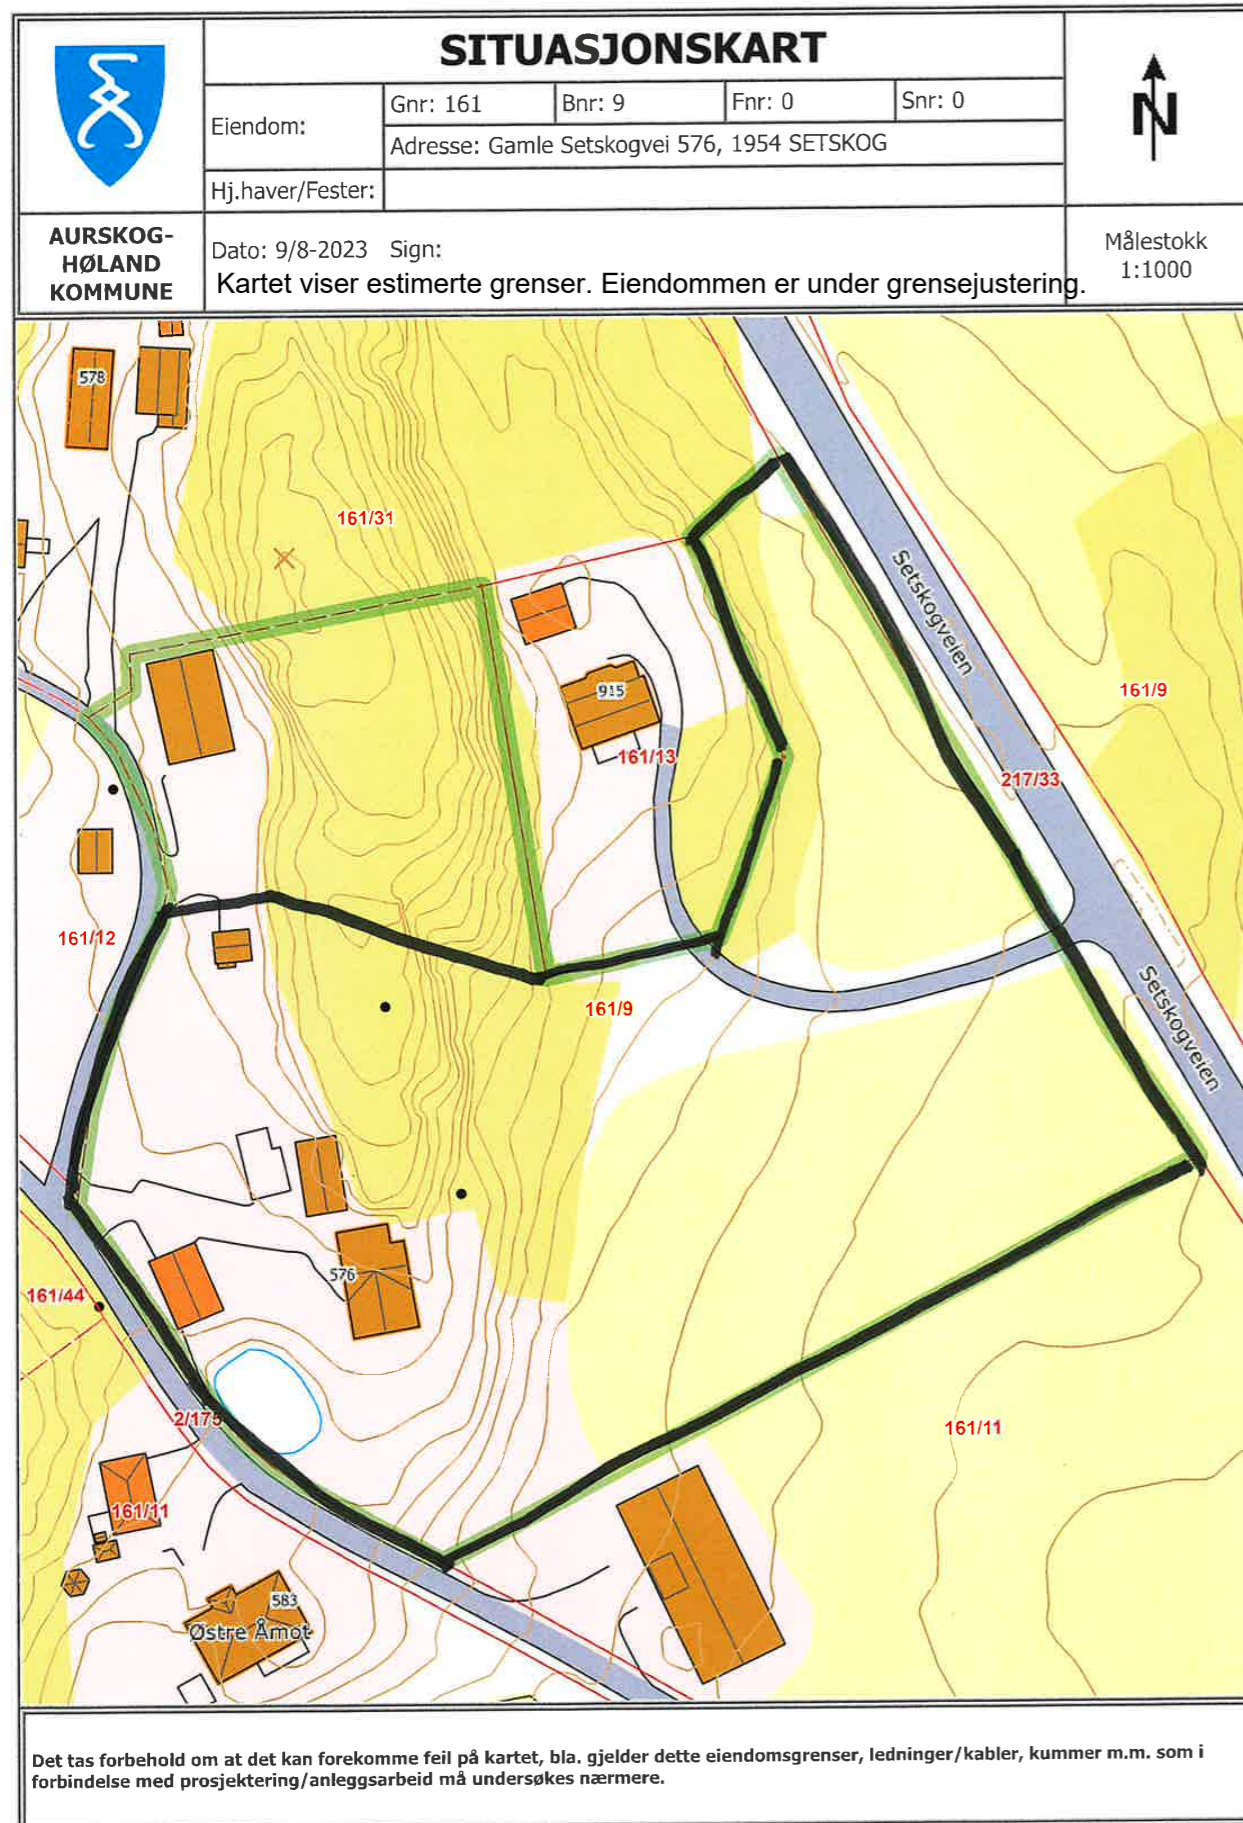 SITUASJONSKART
Eiendom:
Gnr: 161
Bnr: 9
Fnr: 0
Snr: 0
Adresse: Gamle Setskogvei 576, 1954 SETSKOG
Hj.haver/Fester:
N
AURSKOG-
HØLAND
KOMMUNE
Dato: 9/8-2023 Sign:
Kartet viser estimerte grenser. Eiendommen er under grensejustering.
Målestokk
1:1000
578
161/31
Setskogveien
915
161/9
161/13
217/33
161/12
161/9
Setskogveien
576
161/44
2/175
161/11
161/11
583
Østre Åmot
Det tas forbehold om at det kan forekomme feil på kartet, bla. gjelder dette eiendomsgrenser, ledninger/kabler, kummer m.m. som i
forbindelse med prosjektering/anleggsarbeid må undersøkes nærmere.